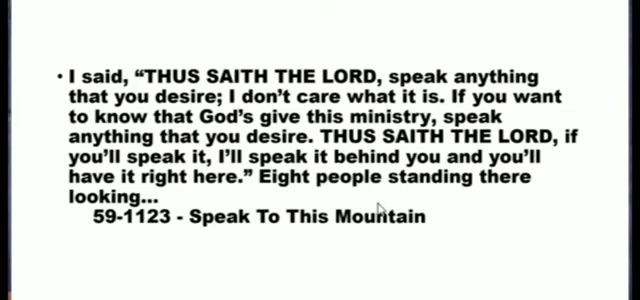 • I said, “THUS SAITH THE LORD, speak anything
that you desire; I don’t care what it is. If you want
to know that God’s give this ministry, speak
anything that you desire. THUS SAITH THE LORD, if
you’ll speak it, I’ll speak it behind you and you’ll
have it right here.” Eight people standing there
looking...
59-1123 - Speak To This Mountain